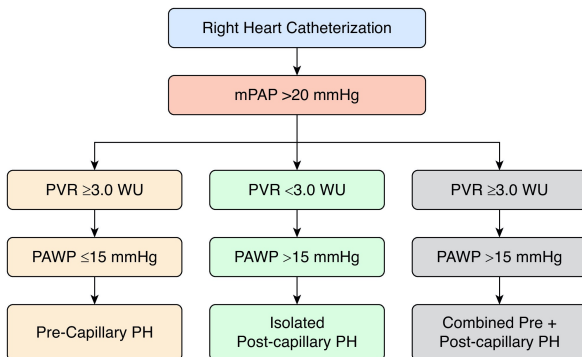 Right Heart Catheterization
mPAP >20 mmHg
PVR ≥3.0 WU
PVR <3.0 WU
PVR ≥3.0 WU
PAWP ≤15 mmHg
PAWP >15 mmHg
PAWP >15 mmHg
Pre-Capillary PH
Isolated
Post-capillary PH
Combined Pre +
Post-capillary PH